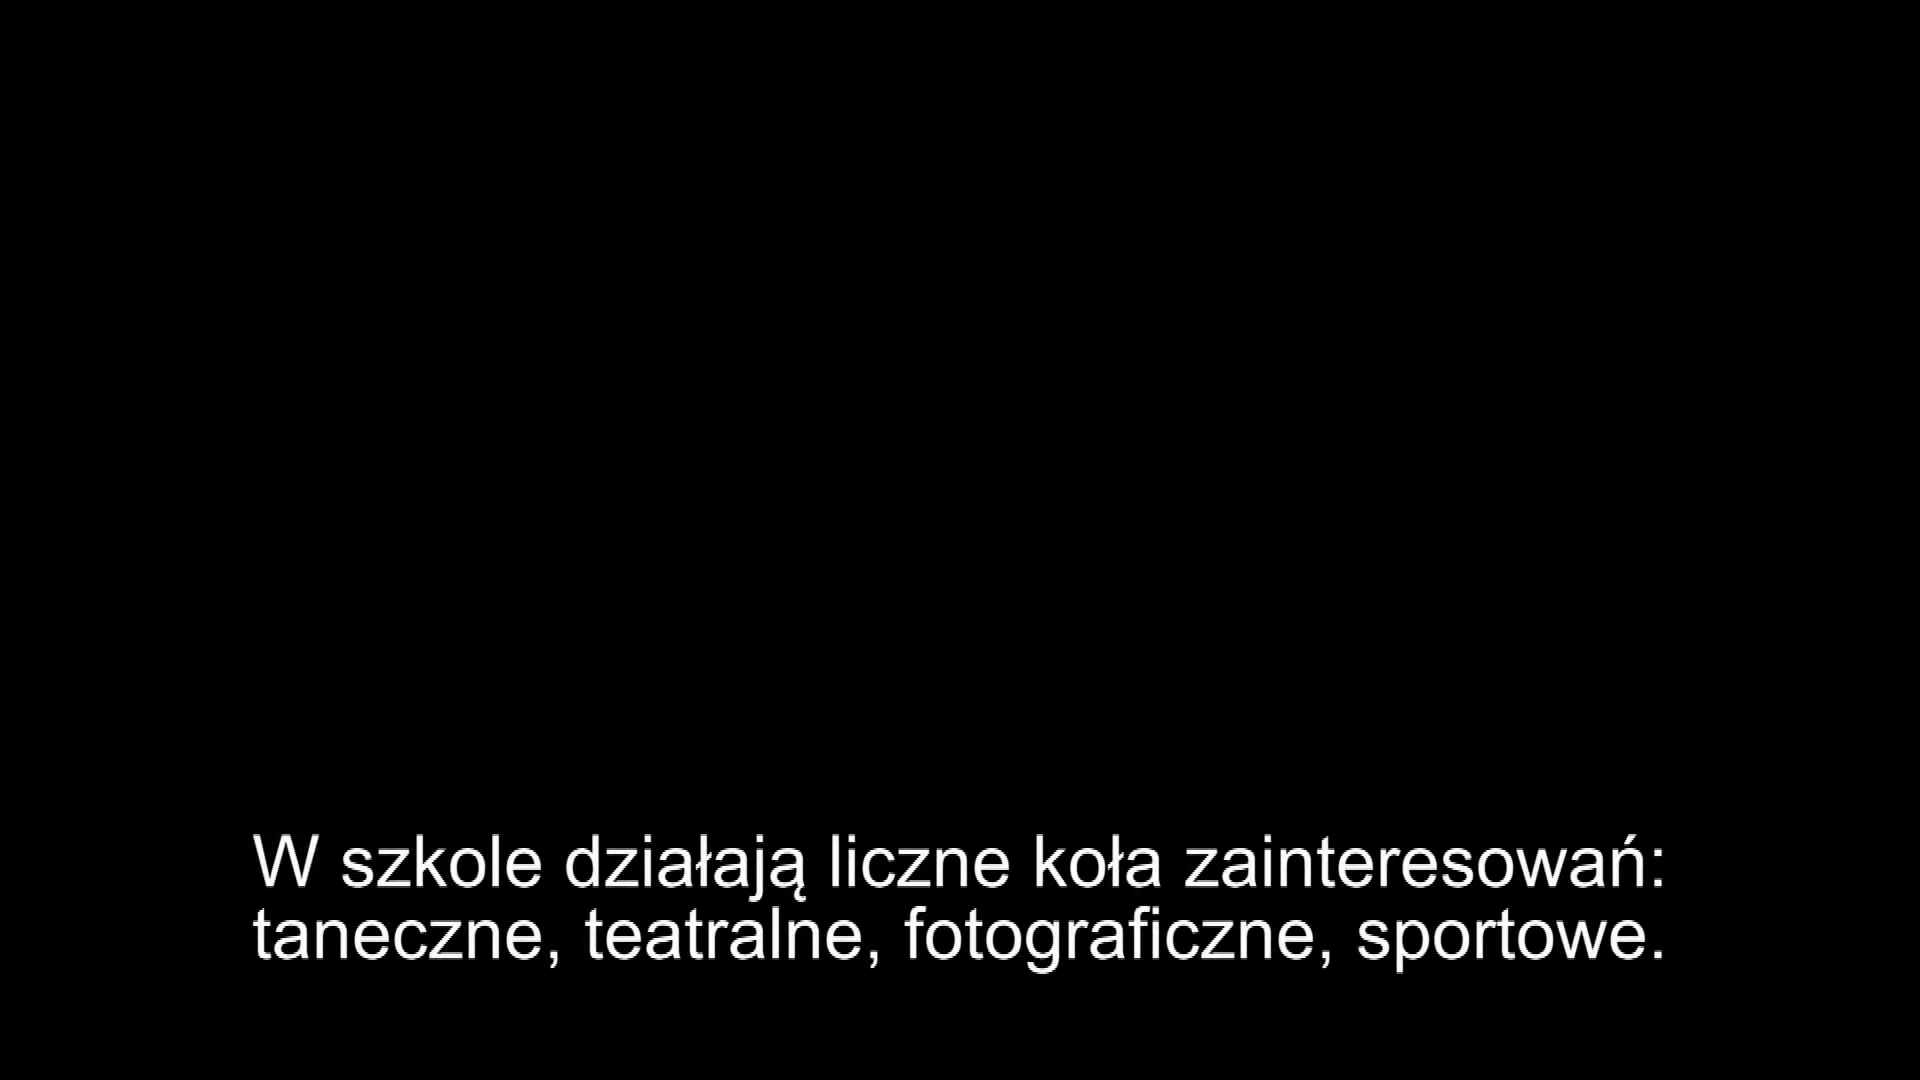 W szkole działają liczne koła zainteresowań:
taneczne, teatralne, fotograficzne, sportowe.